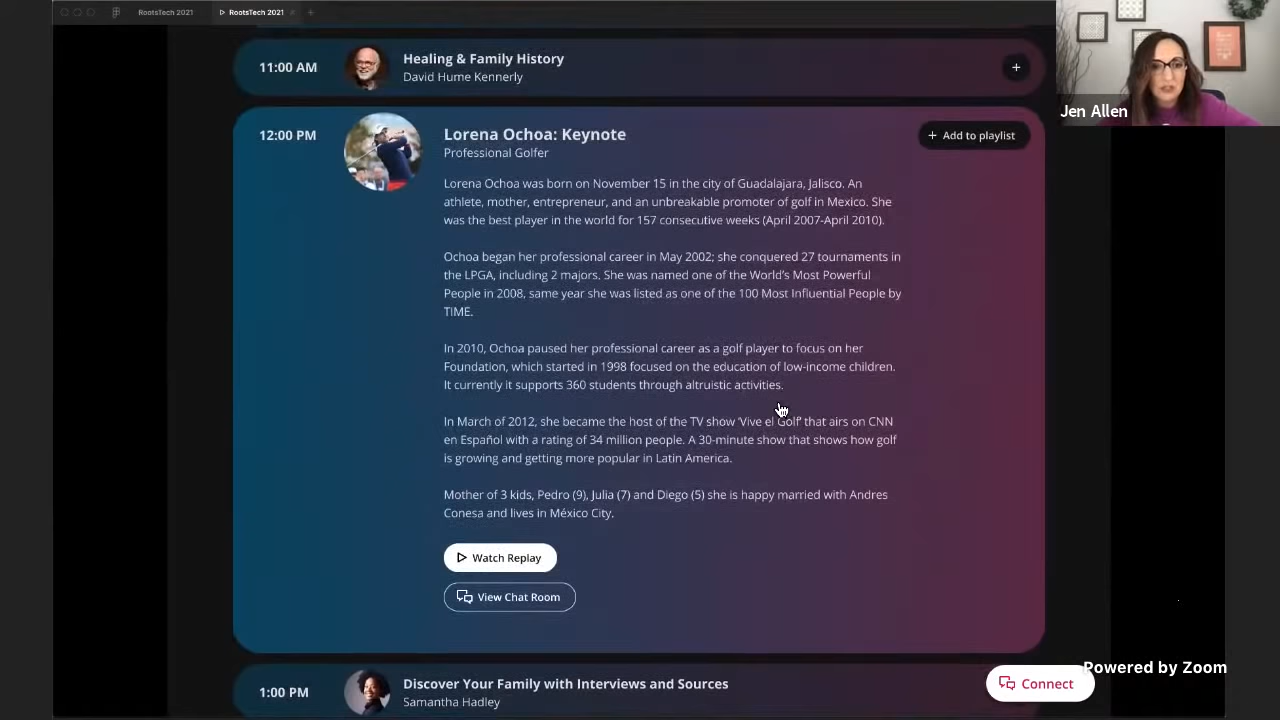 RootsTech 2021
RootsTech 2021
11:00 AM
Healing & Family History
David Hume Kennerly
Jen Allen
12:00 PM
Lorena Ochoa: Keynote
Professional Golfer
+ Add to playlist
Lorena Ochoa was born on November 15 in the city of Guadalajara, Jalisco. An
athlete, mother, entrepreneur, and an unbreakable promoter of golf in Mexico. She
was the best player in the world for 157 consecutive weeks (April 2007-April 2010).
Ochoa began her professional career in May 2002; she conquered 27 tournaments in
the LPGA, including 2 majors. She was named one of the World's Most Powerful
People in 2008, same year she was listed as one of the 100 Most Influential People by
TIME.
In 2010, Ochoa paused her professional career as a golf player to focus on her
Foundation, which started in 1998 focused on the education of low-income children.
It currently it supports 360 students through altruistic activities.
In March of 2012, she became the host of the TV show 'Vive el Golf' that airs on CNN
en Español with a rating of 34 million people. A 30-minute show that shows how golf
is growing and getting more popular in Latin America.
Mother of 3 kids, Pedro (9), Julia (7) and Diego (5) she is happy married with Andres
Conesa and lives in México City.
Watch Replay
View Chat Room
1:00 PM
Discover Your Family with Interviews and Sources
Samantha Hadley
Connect
Powered by Zoom